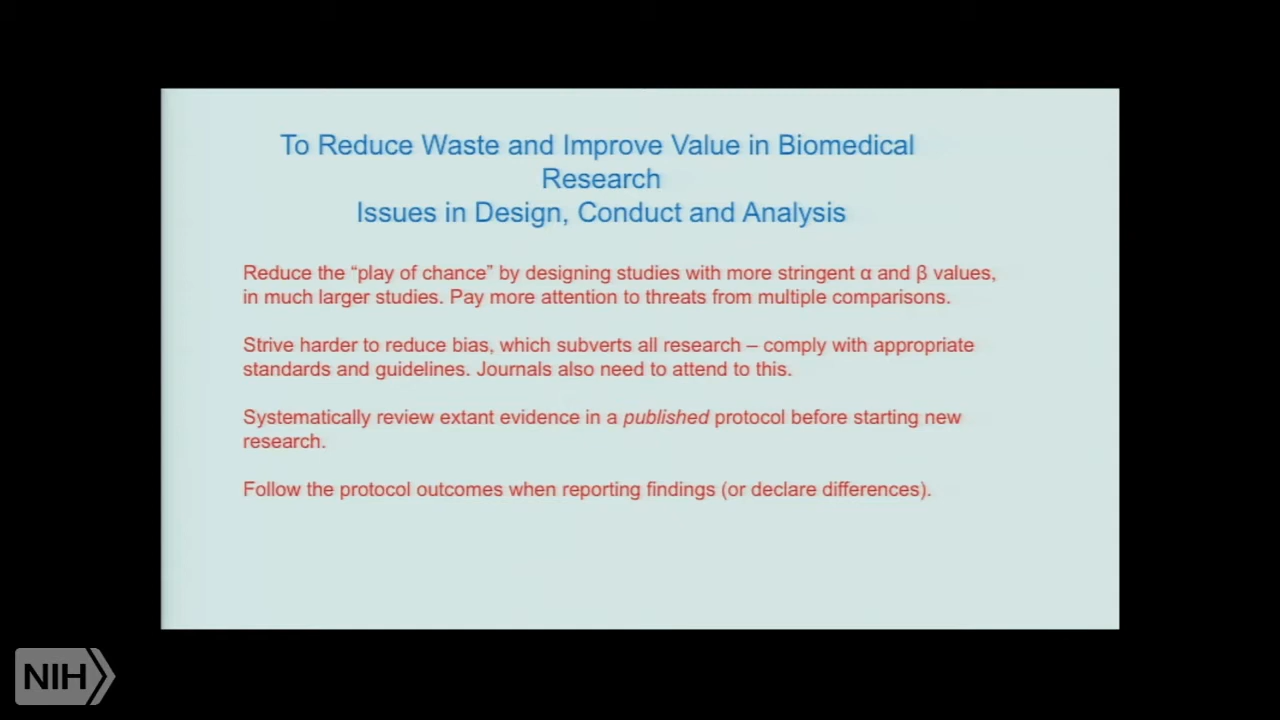 To Reduce Waste and Improve Value in Biomedical
Research
Issues in Design, Conduct and Analysis
Reduce the “play of chance” by designing studies with more stringent α and β values,
in much larger studies. Pay more attention to threats from multiple comparisons.
Strive harder to reduce bias, which subverts all research – comply with appropriate
standards and guidelines. Journals also need to attend to this.
Systematically review extant evidence in a published protocol before starting new
research.
Follow the protocol outcomes when reporting findings (or declare differences).
NIH